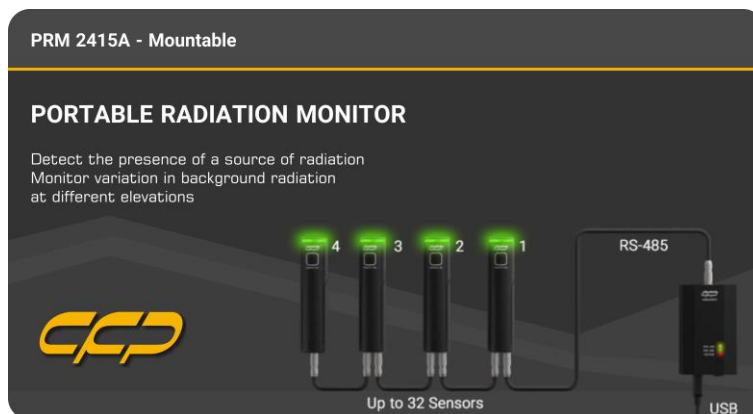 PRM 2415A - Mountable
PORTABLE RADIATION MONITOR
Detect the presence of a source of radiation
Monitor variation in background radiation
at different elevations
4
3
2
1
RS-485
Up to 32 Sensors
USB